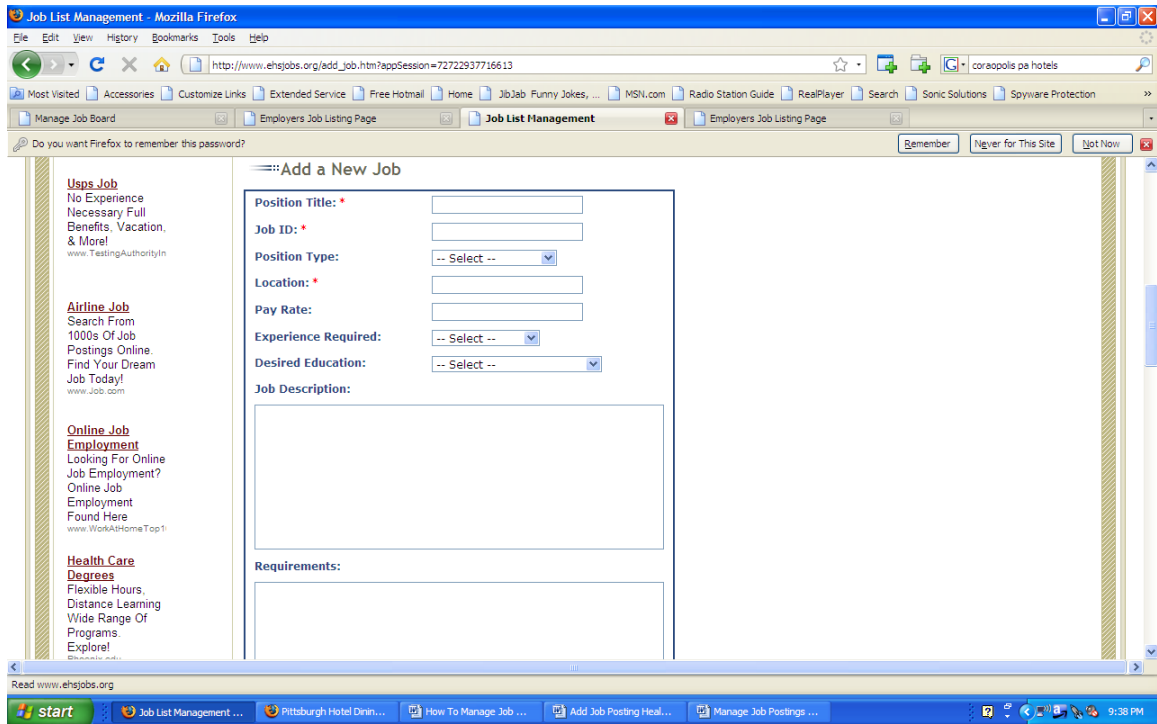 Job List Management - Mozilla Firefox
File Edit View History Bookmarks Tools Help
http://www.ehsjobs.org/add_job.htm?appSession=72722937716613
coraopolis pa hotels
Most Visited Accessories Customize Links Extended Service Free Hotmail Home JibJab Funny Jokes, ... MSN.com Radio Station Guide RealPlayer Search Sonic Solutions Spyware Protection »
Manage Job Board Employers Job Listing Page Job List Management Employers Job Listing Page
Do you want Firefox to remember this password? Remember Never for This Site Not Now
Usps Job
No Experience
Necessary Full
Benefits, Vacation,
& More!
www.TestingAuthorityIn
Airline Job
Search From
1000s Of Job
Postings Online.
Find Your Dream
Job Today!
www.Job.com
Online Job
Employment
Looking For Online
Job Employment?
Online Job
Employment
Found Here
www.WorkAtHomeTop1
Health Care
Degrees
Flexible Hours,
Distance Learning
Wide Range Of
Programs.
Explore!
Add a New Job
Position Title: *
Job ID: *
Position Type: -- Select --
Location: *
Pay Rate:
Experience Required: -- Select --
Desired Education: -- Select --
Job Description:
Requirements:
Read www.ehsjobs.org
start Job List Management ... Pittsburgh Hotel Dinin... How To Manage Job ... Add Job Posting Heal... Manage Job Postings ... 9:38 PM